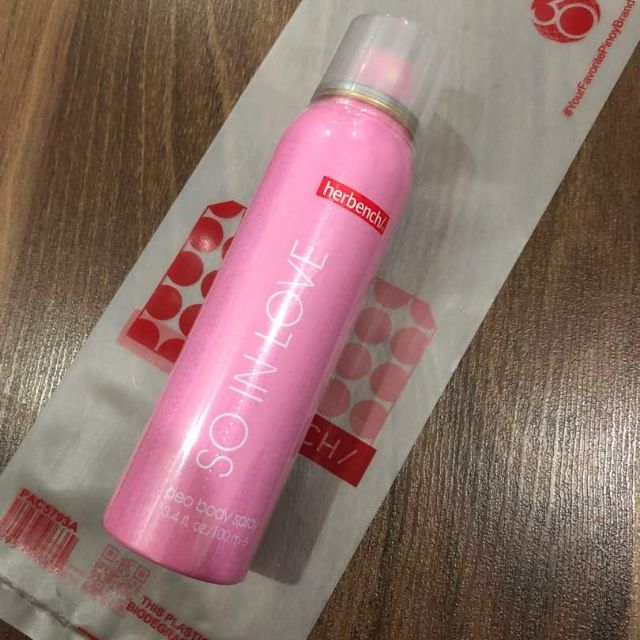 #YourFavoritePinoyBrand
herbench/
SO IN LOVE
deo body spray
3.4 fl. oz./100 ml e
CH/
PAC5793A
THIS PLASTIC
BIODEGRA